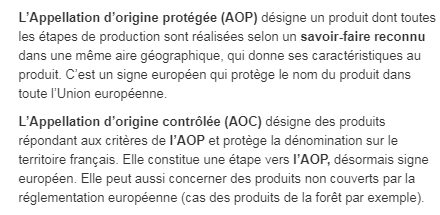 L’Appellation d’origine protégée (AOP) désigne un produit dont toutes
les étapes de production sont réalisées selon un savoir-faire reconnu
dans une même aire géographique, qui donne ses caractéristiques au
produit. C’est un signe européen qui protège le nom du produit dans
toute l’Union européenne.
L’Appellation d’origine contrôlée (AOC) désigne des produits
répondant aux critères de l’AOP et protège la dénomination sur le
territoire français. Elle constitue une étape vers l’AOP, désormais signe
européen. Elle peut aussi concerner des produits non couverts par la
réglementation européenne (cas des produits de la forêt par exemple).